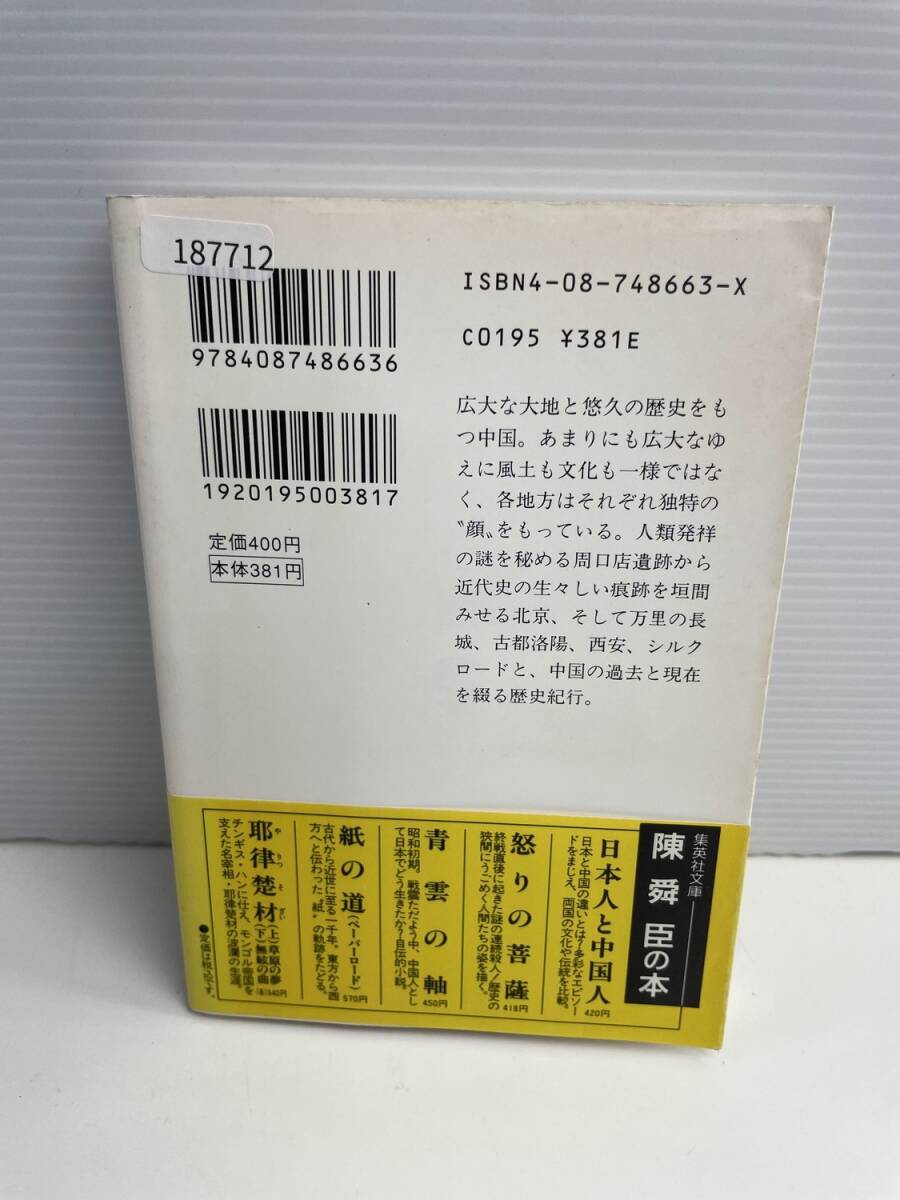 187712
9784087486636
ISBN4-08-748663-X
C0195 ¥381E
1920195003817
定価400円
本体381円
広大な大地と悠久の歴史をも
つ中国。あまりにも広大なゆ
えに風土も文化も一様ではな
く、各地方はそれぞれ独特の
〝顔〟をもっている。人類発祥
の謎を秘める周口店遺跡から
近代史の生々しい痕跡を垣間
みせる北京、そして万里の長
城、古都洛陽、西安、シルク
ロードと、中国の過去と現在
を綴る歴史紀行。
集英社文庫
陳舜臣の本
日本人と中国人
日本と中国の違いとは?多彩なエピソー
ドをまじえ、両国の文化や伝統を比較。
420円
怒りの菩薩
終戦直後に起きた謎の連続殺人!歴史の
狭間にうごめく人間たちの姿を描く。
418円
青雲の軸
昭和初期。戦雲ただよう中、中国人とし
て日本でどう生きたか?自伝的小説。
450円
紙の道(ペーパーロード)
古代から近世に至る一千年。東方から西
方へと伝わった〝紙〟の軌跡をたどる。
570円
耶律楚材(上)草原の夢(下)無絃の曲
やりつそざい
チンギス・ハンに仕え、モンゴル帝国を
支えた名宰相・耶律楚材の波瀾の生涯。
(各)540円
●定価は税込です。